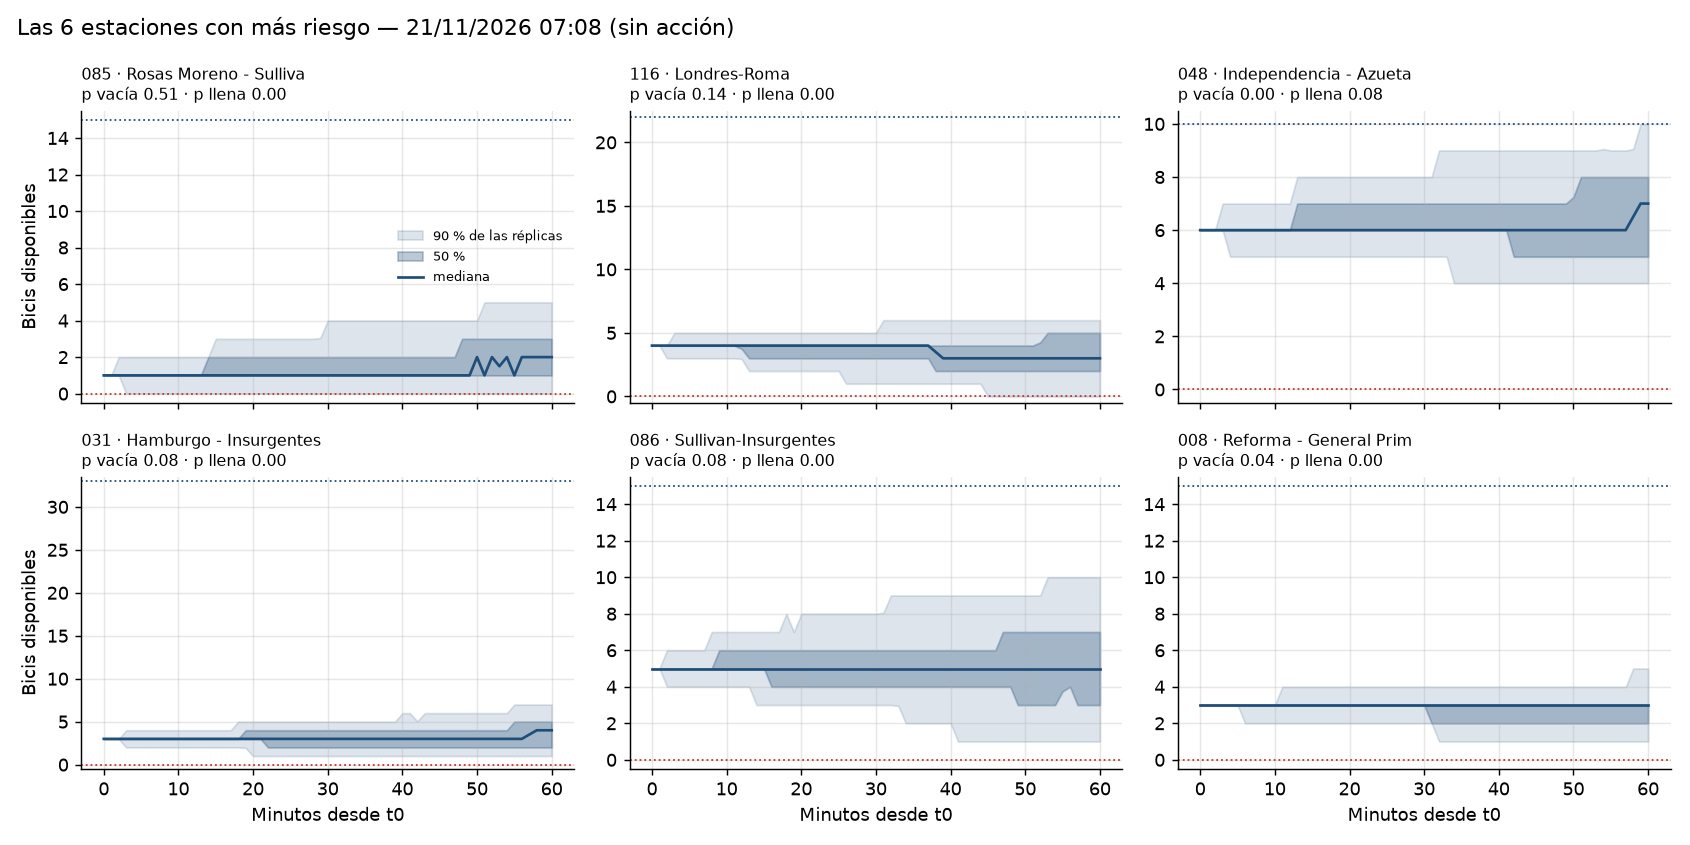 Las 6 estaciones con más riesgo — 21/11/2026 07:08 (sin acción)
085 · Rosas Moreno - Sulliva
p vacía 0.51 · p llena 0.00
14
12
10
8
6
4
2
0
Bicis disponibles
90 % de las réplicas
50 %
mediana
0
10
20
30
40
50
60
116 · Londres-Roma
p vacía 0.14 · p llena 0.00
20
15
10
5
0
048 · Independencia - Azueta
p vacía 0.00 · p llena 0.08
10
8
6
4
2
0
031 · Hamburgo - Insurgentes
p vacía 0.08 · p llena 0.00
30
25
20
15
10
5
0
Bicis disponibles
0 10 20 30 40 50 60
Minutos desde t0
086 · Sullivan-Insurgentes
p vacía 0.08 · p llena 0.00
14
12
10
8
6
4
2
0
0 10 20 30 40 50 60
Minutos desde t0
008 · Reforma - General Prim
p vacía 0.04 · p llena 0.00
14
12
10
8
6
4
2
0
0 10 20 30 40 50 60
Minutos desde t0